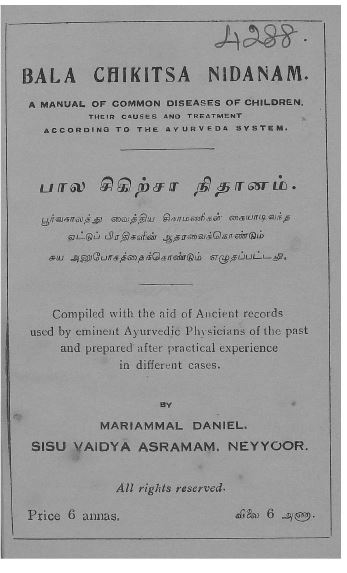 4288.
BALA CHIKITSA NIDANAM.
A MANUAL OF COMMON DISEASES OF CHILDREN,
THEIR CAUSES AND TREATMENT
ACCORDING TO THE AYURVEDA SYSTEM.
பால சிகிற்சா நிதானம்.
பூர்வகாலத்து வைத்திய சிகாமணிகள் கையாடிவந்த
ஏட்டுப் பிரதிகளின் ஆதரவைக்கொண்டும்
சுய அனுபோகத்தைக்கொண்டும் எழுதப்பட்டது.
Compiled with the aid of Ancient records
used by eminent Ayurvedic Physicians of the past
and prepared after practical experience
in different cases.
BY
MARIAMMAL DANIEL.
SISU VAIDYA ASRAMAM, NEYYOOR.
All rights reserved.
Price 6 annas. விலை 6 அணா.